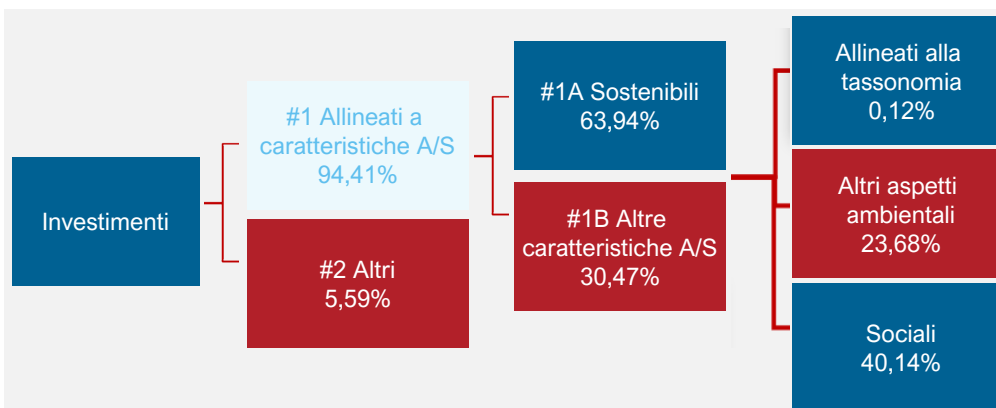 Investimenti
#1 Allineati a
caratteristiche A/S
94,41%
#2 Altri
5,59%
#1A Sostenibili
63,94%
#1B Altre
caratteristiche A/S
30,47%
Allineati alla
tassonomia
0,12%
Altri aspetti
ambientali
23,68%
Sociali
40,14%